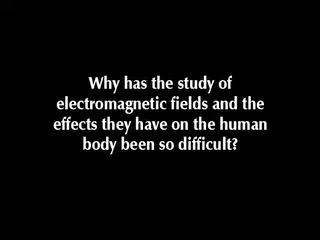 Why has the study of
electromagnetic fields and the
effects they have on the human
body been so difficult?